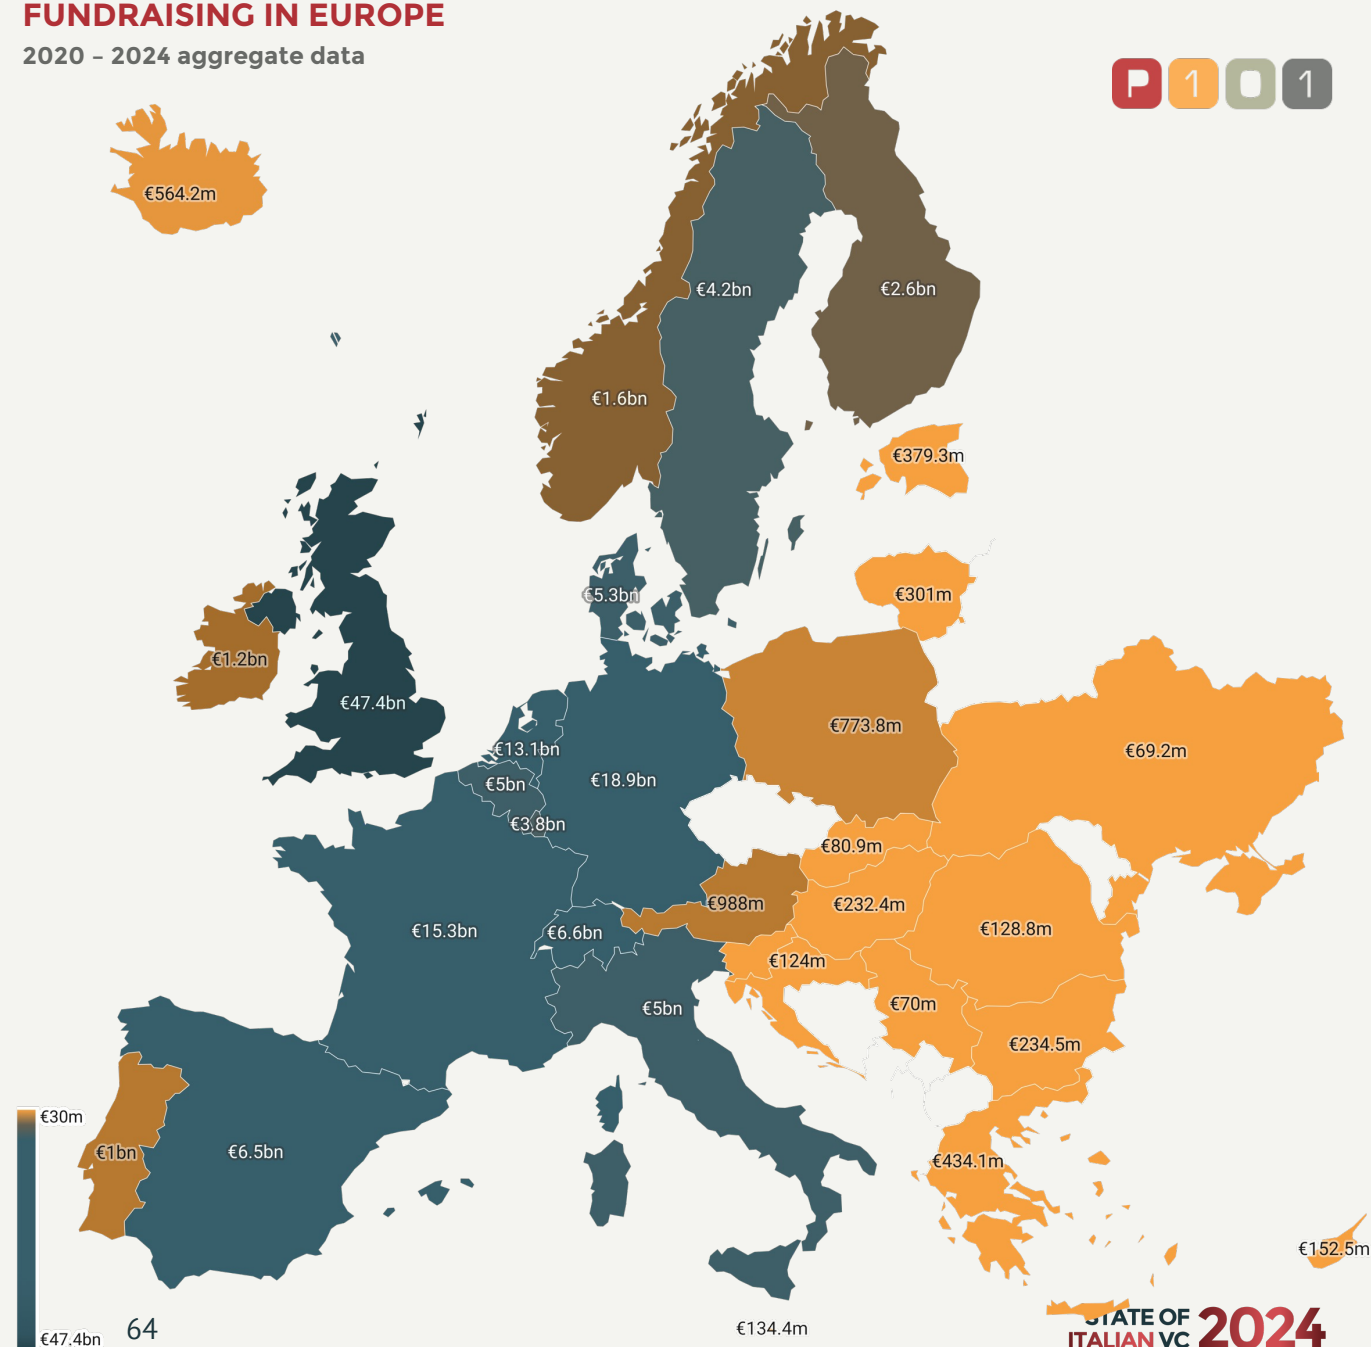 FUNDRAISING IN EUROPE
2020 – 2024 aggregate data
P101
€564.2m
€4.2bn
€2.6bn
€1.6bn
€379.3m
€5.3bn
€301m
€1.2bn
€47.4bn
€773.8m
€13.1bn
€69.2m
€18.9bn
€5bn
€3.8bn
€80.9m
€988m
€232.4m
€15.3bn
€6.6bn
€128.8m
€124m
€70m
€5bn
€234.5m
€30m
€1bn
€6.5bn
€434.1m
€152.5m
€134.4m
€47.4bn
64
STATE OF
ITALIAN VC
2024